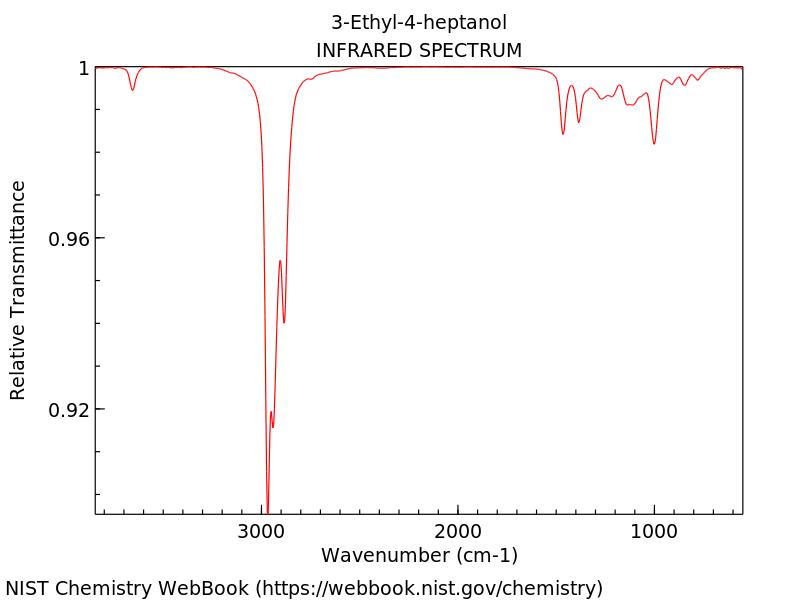 3-Ethyl-4-heptanol
INFRARED SPECTRUM
1
0.96
0.92
Relative Transmittance
3000 2000 1000
Wavenumber (cm-1)
NIST Chemistry WebBook (https://webbook.nist.gov/chemistry)